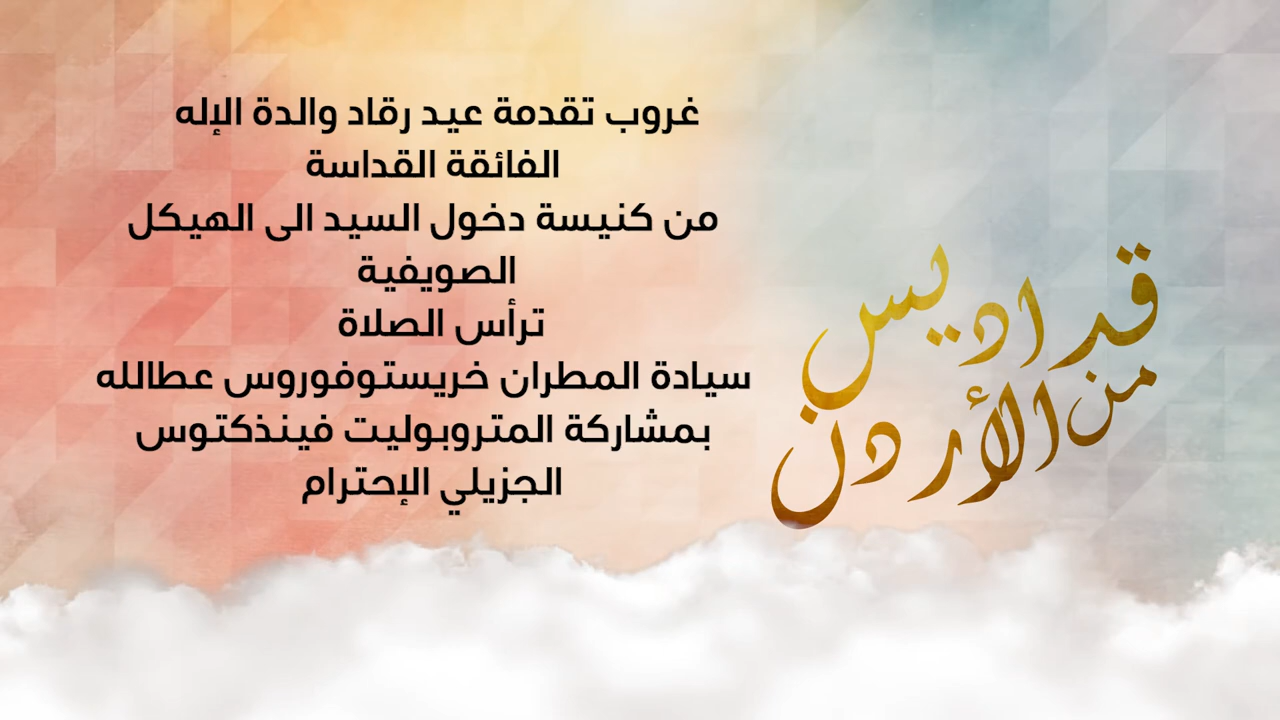 غروب تقدمة عيد رقاد والدة الإله
الفائقة القداسة
من كنيسة دخول السيد الى الهيكل
الصويفية
ترأس الصلاة
سيادة المطران خريستوفوروس عطالله
بمشاركة المتروبوليت فينذكتوس
الجزيلي الإحترام
قداديس
من الأردن